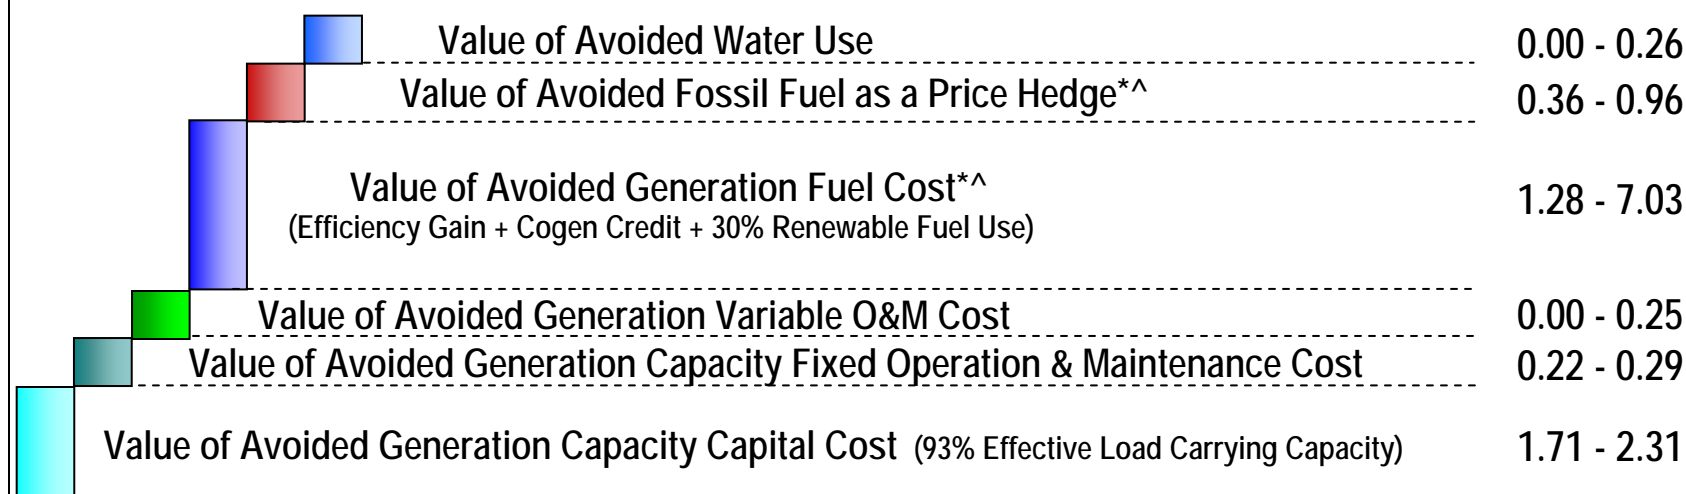 Value of Avoided Water Use 0.00 - 0.26
Value of Avoided Fossil Fuel as a Price Hedge*^ 0.36 - 0.96
Value of Avoided Generation Fuel Cost*^ 1.28 - 7.03
(Efficiency Gain + Cogen Credit + 30% Renewable Fuel Use)
Value of Avoided Generation Variable O&M Cost 0.00 - 0.25
Value of Avoided Generation Capacity Fixed Operation & Maintenance Cost 0.22 - 0.29
Value of Avoided Generation Capacity Capital Cost (93% Effective Load Carrying Capacity) 1.71 - 2.31